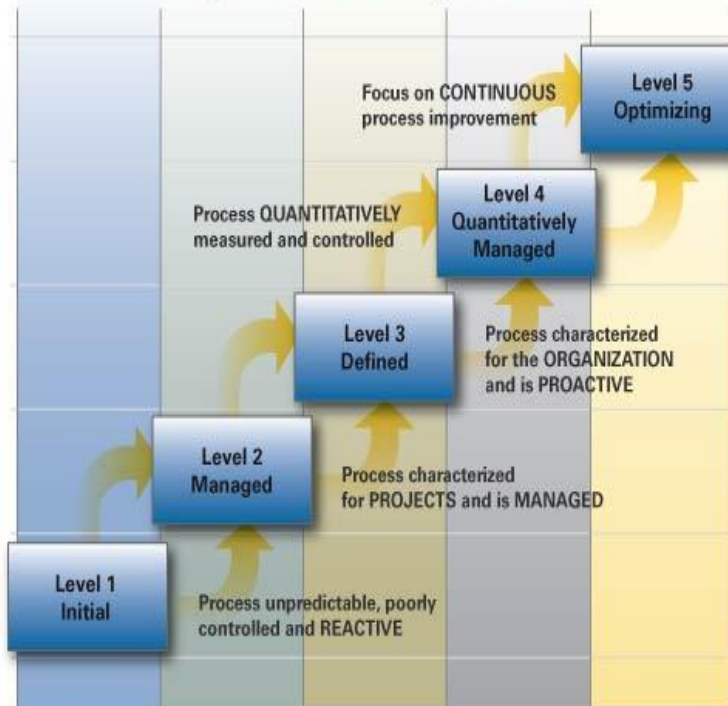 Focus on CONTINUOUS
process improvement
Level 5
Optimizing
Process QUANTITATIVELY
measured and controlled
Level 4
Quantitatively
Managed
Level 3
Defined
Process characterized
for the ORGANIZATION
and is PROACTIVE
Level 2
Managed
Process characterized
for PROJECTS and is MANAGED
Level 1
Initial
Process unpredictable, poorly
controlled and REACTIVE